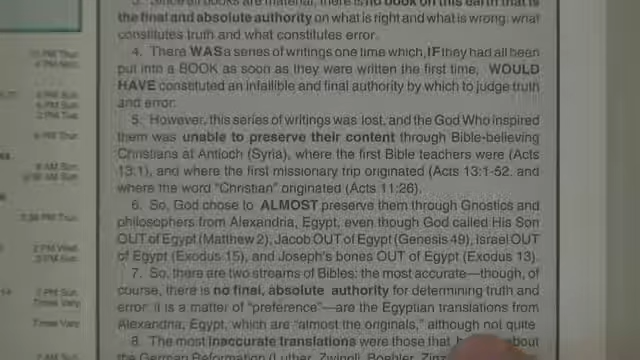 3. Since all books are material, there is no book on this earth that is
the final and absolute authority on what is right and what is wrong: what
constitutes truth and what constitutes error.
4. There WAS a series of writings one time which, IF they had all been
put into a BOOK as soon as they were written the first time, WOULD
HAVE constituted an infallible and final authority by which to judge truth
and error.
5. However, this series of writings was lost, and the God Who inspired
them was unable to preserve their content through Bible-believing
Christians at Antioch (Syria), where the first Bible teachers were (Acts
13:1), and where the first missionary trip originated (Acts 13:1-52, and
where the word "Christian" originated (Acts 11:26).
6. So, God chose to ALMOST preserve them through Gnostics and
philosophers from Alexandria, Egypt, even though God called His Son
OUT of Egypt (Matthew 2), Jacob OUT of Egypt (Genesis 49), Israel OUT
of Egypt (Exodus 15), and Joseph's bones OUT of Egypt (Exodus 13).
7. So, there are two streams of Bibles: the most accurate—though, of
course, there is no final, absolute authority for determining truth and
error: it is a matter of "preference"—are the Egyptian translations from
Alexandria, Egypt, which are "almost the originals," although not quite.
8. The most inaccurate translations were those that about
the German Reformation (Luther, Zwingli, Boehler,